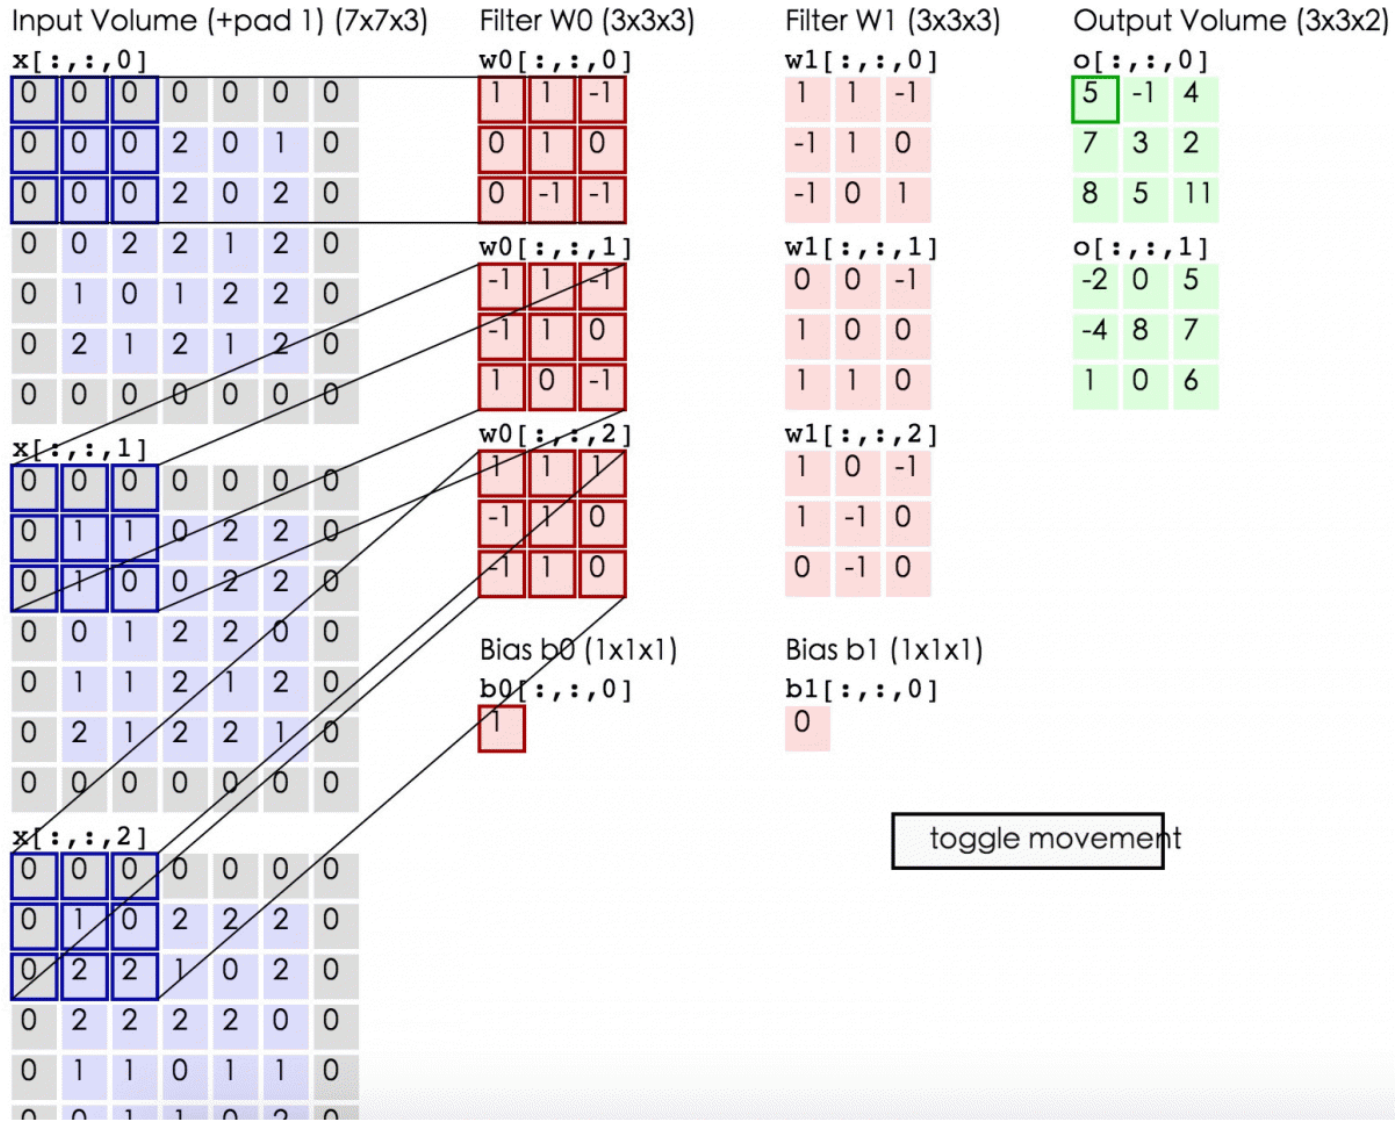 Input Volume (+pad 1) (7x7x3)
x[:,:,0]
0 0 0 0 0 0 0
0 0 0 2 0 1 0
0 0 0 2 0 2 0
0 0 2 2 1 2 0
0 1 0 1 2 2 0
0 2 1 2 1 2 0
0 0 0 0 0 0 0
x[:,:,1]
0 0 0 0 0 0 0
0 1 1 0 2 2 0
0 1 0 0 2 2 0
0 0 1 2 2 0 0
0 1 1 2 1 2 0
0 2 1 2 2 1 0
0 0 0 0 0 0 0
x[:,:,2]
0 0 0 0 0 0 0
0 1 0 2 2 2 0
0 2 2 1 0 2 0
0 2 2 2 2 0 0
0 1 1 0 1 1 0
Filter W0 (3x3x3)
w0[:,:,0]
1 1 -1
0 1 0
0 -1 -1
w0[:,:,1]
-1 1 -1
-1 1 0
1 0 -1
w0[:,:,2]
1 1 1
-1 1 0
-1 1 0
Bias b0 (1x1x1)
b0[:,:,0]
1
Filter W1 (3x3x3)
w1[:,:,0]
1 1 -1
-1 1 0
-1 0 1
w1[:,:,1]
0 0 -1
1 0 0
1 1 0
w1[:,:,2]
1 0 -1
1 -1 0
0 -1 0
Bias b1 (1x1x1)
b1[:,:,0]
0
Output Volume (3x3x2)
o[:,:,0]
5 -1 4
7 3 2
8 5 11
o[:,:,1]
-2 0 5
-4 8 7
1 0 6
toggle movement